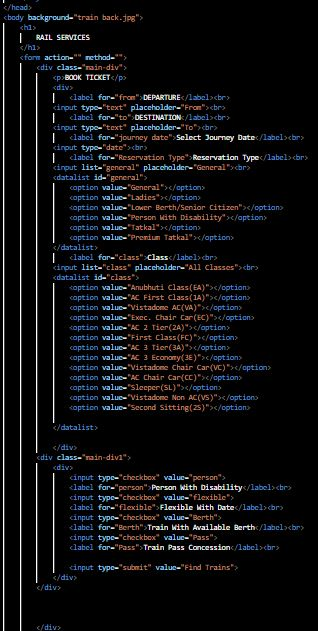 </head>
<body background="train back.jpg">
<h1>
RAIL SERVICES
</h1>
<form action="" method="">
<div class="main-div">
<p>BOOK TICKET</p>
<div>
<label for="from">DEPARTURE</label><br>
<input type="text" placeholder="From"><br>
<label for="to">DESTINATION</label><br>
<input type="text" placeholder="To"><br>
<label for="journey date">Select Journey Date</label><br>
<input type="date"><br>
<label for="Reservation Type">Reservation Type</label><br>
<input list="general" placeholder="General"><br>
<datalist id="general">
<option value="General"></option>
<option value="Ladies"></option>
<option value="Lower Berth/Senior Citizen"></option>
<option value="Person With Disability"></option>
<option value="Tatkal"></option>
<option value="Premium Tatkal"></option>
</datalist>
<label for="class">Class</label><br>
<input list="class" placeholder="All Classes"><br>
<datalist id="class">
<option value="Anubhuti Class(EA)"></option>
<option value="AC First Class(1A)"></option>
<option value="Vistadome AC(VA)"></option>
<option value="Exec. Chair Car(EC)"></option>
<option value="AC 2 Tier(2A)"></option>
<option value="First Class(FC)"></option>
<option value="AC 3 Tier(3A)"></option>
<option value="AC 3 Economy(3E)"></option>
<option value="Vistadome Chair Car(VC)"></option>
<option value="AC Chair Car(CC)"></option>
<option value="Sleeper(SL)"></option>
<option value="Vistadome Non AC(VS)"></option>
<option value="Second Sitting(2S)"></option>
</datalist>
</div>
<div class="main-div1">
<div>
<input type="checkbox" value="person">
<label for="person">Person With Disability</label><br>
<input type="checkbox" value="flexible">
<label for="flexible">Flexible With Date</label><br>
<input type="checkbox" value="Berth">
<label for="Berth">Train With Available Berth</label><br>
<input type="checkbox" value="Pass">
<label for="Pass">Train Pass Concession</label><br>
<input type="submit" value="Find Trains">
</div>
</div>
</div>